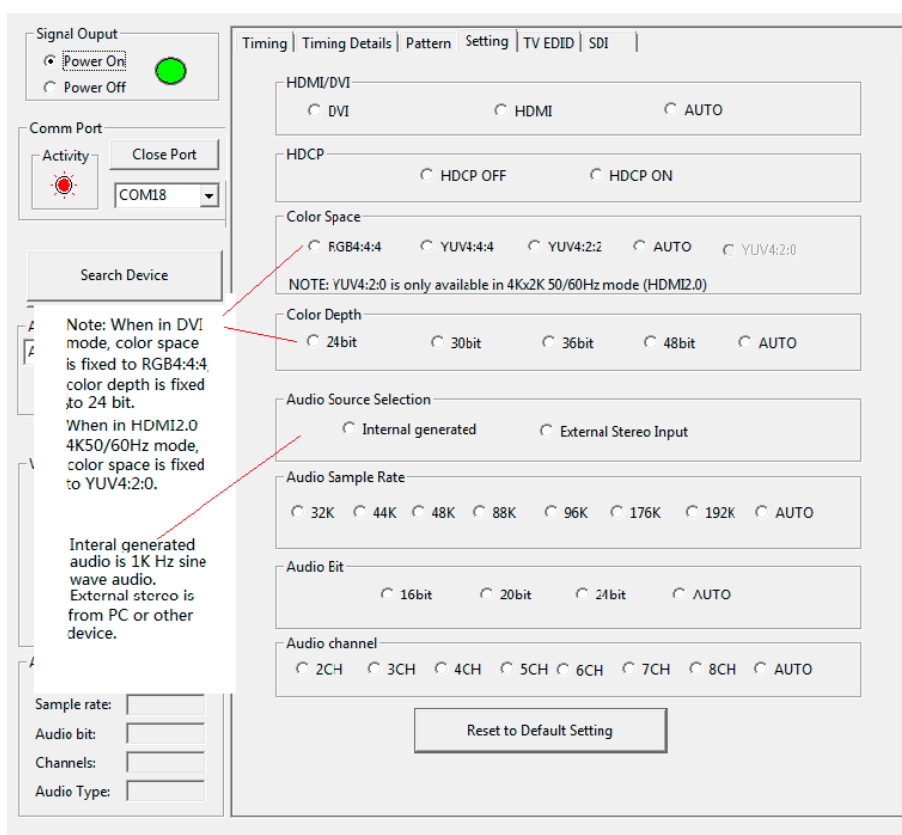 Signal Ouput
Power On
Power Off
Comm Port
Activity
Close Port
COM18
Search Device
Note: When in DVI
mode, color space
is fixed to RGB4:4:4,
color depth is fixed
to 24 bit.
When in HDMI2.0
4K50/60Hz mode,
color space is fixed
to YUV4:2:0.
Interal generated
audio is 1K Hz sine
wave audio.
External stereo is
from PC or other
device.
Sample rate:
Audio bit:
Channels:
Audio Type:
Timing Timing Details Pattern Setting TV EDID SDI
HDMI/DVI
DVI HDMI AUTO
HDCP
HDCP OFF HDCP ON
Color Space
RGB4:4:4 YUV4:4:4 YUV4:2:2 AUTO YUV4:2:0
NOTE: YUV4:2:0 is only available in 4Kx2K 50/60Hz mode (HDMI2.0)
Color Depth
24bit 30bit 36bit 48bit AUTO
Audio Source Selection
Internal generated External Stereo Input
Audio Sample Rate
32K 44K 48K 88K 96K 176K 192K AUTO
Audio Bit
16bit 20bit 24bit AUTO
Audio channel
2CH 3CH 4CH 5CH 6CH 7CH 8CH AUTO
Reset to Default Setting